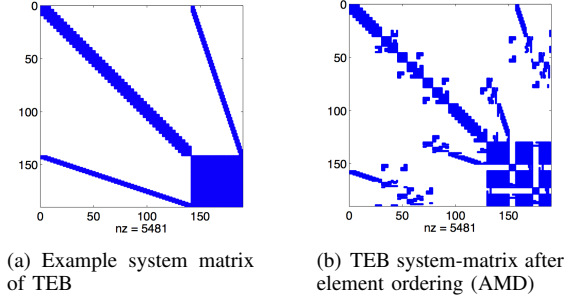 0
50
100
150
0
50
100
150
nz = 5481
0
50
100
150
0
50
100
150
nz = 5481
(a) Example system matrix
of TEB
(b) TEB system-matrix after
element ordering (AMD)